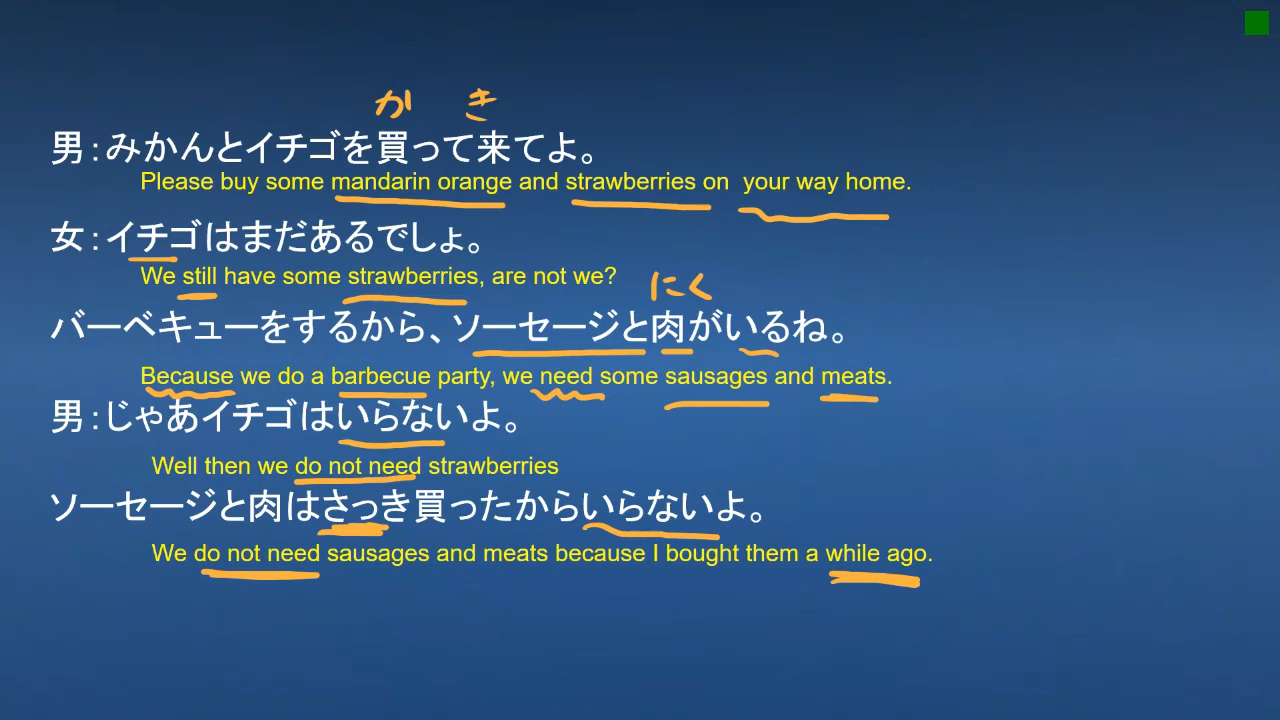 か き
男：みかんとイチゴを買って来てよ。
Please buy some mandarin orange and strawberries on your way home.
女：イチゴはまだあるでしょ。
We still have some strawberries, are not we?
にく
バーベキューをするから、ソーセージと肉がいるね。
Because we do a barbecue party, we need some sausages and meats.
男：じゃあイチゴはいらないよ。
Well then we do not need strawberries
ソーセージと肉はさっき買ったからいらないよ。
We do not need sausages and meats because I bought them a while ago.